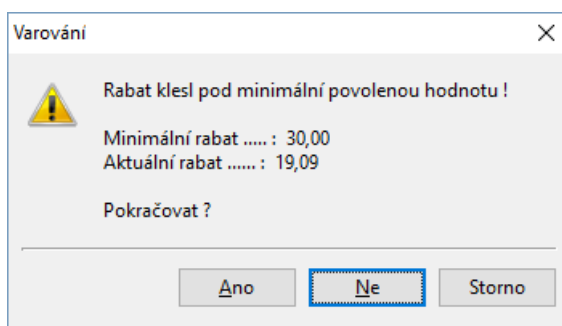 Varování
Rabat klesl pod minimální povolenou hodnotu !
Minimální rabat ..... : 30,00
Aktuální rabat ...... : 19,09
Pokračovat ?
Ano
Ne
Storno